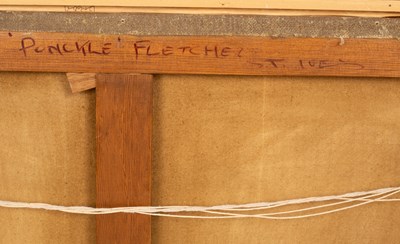 "PUNCKLE" FLETCHER
ST. IVES